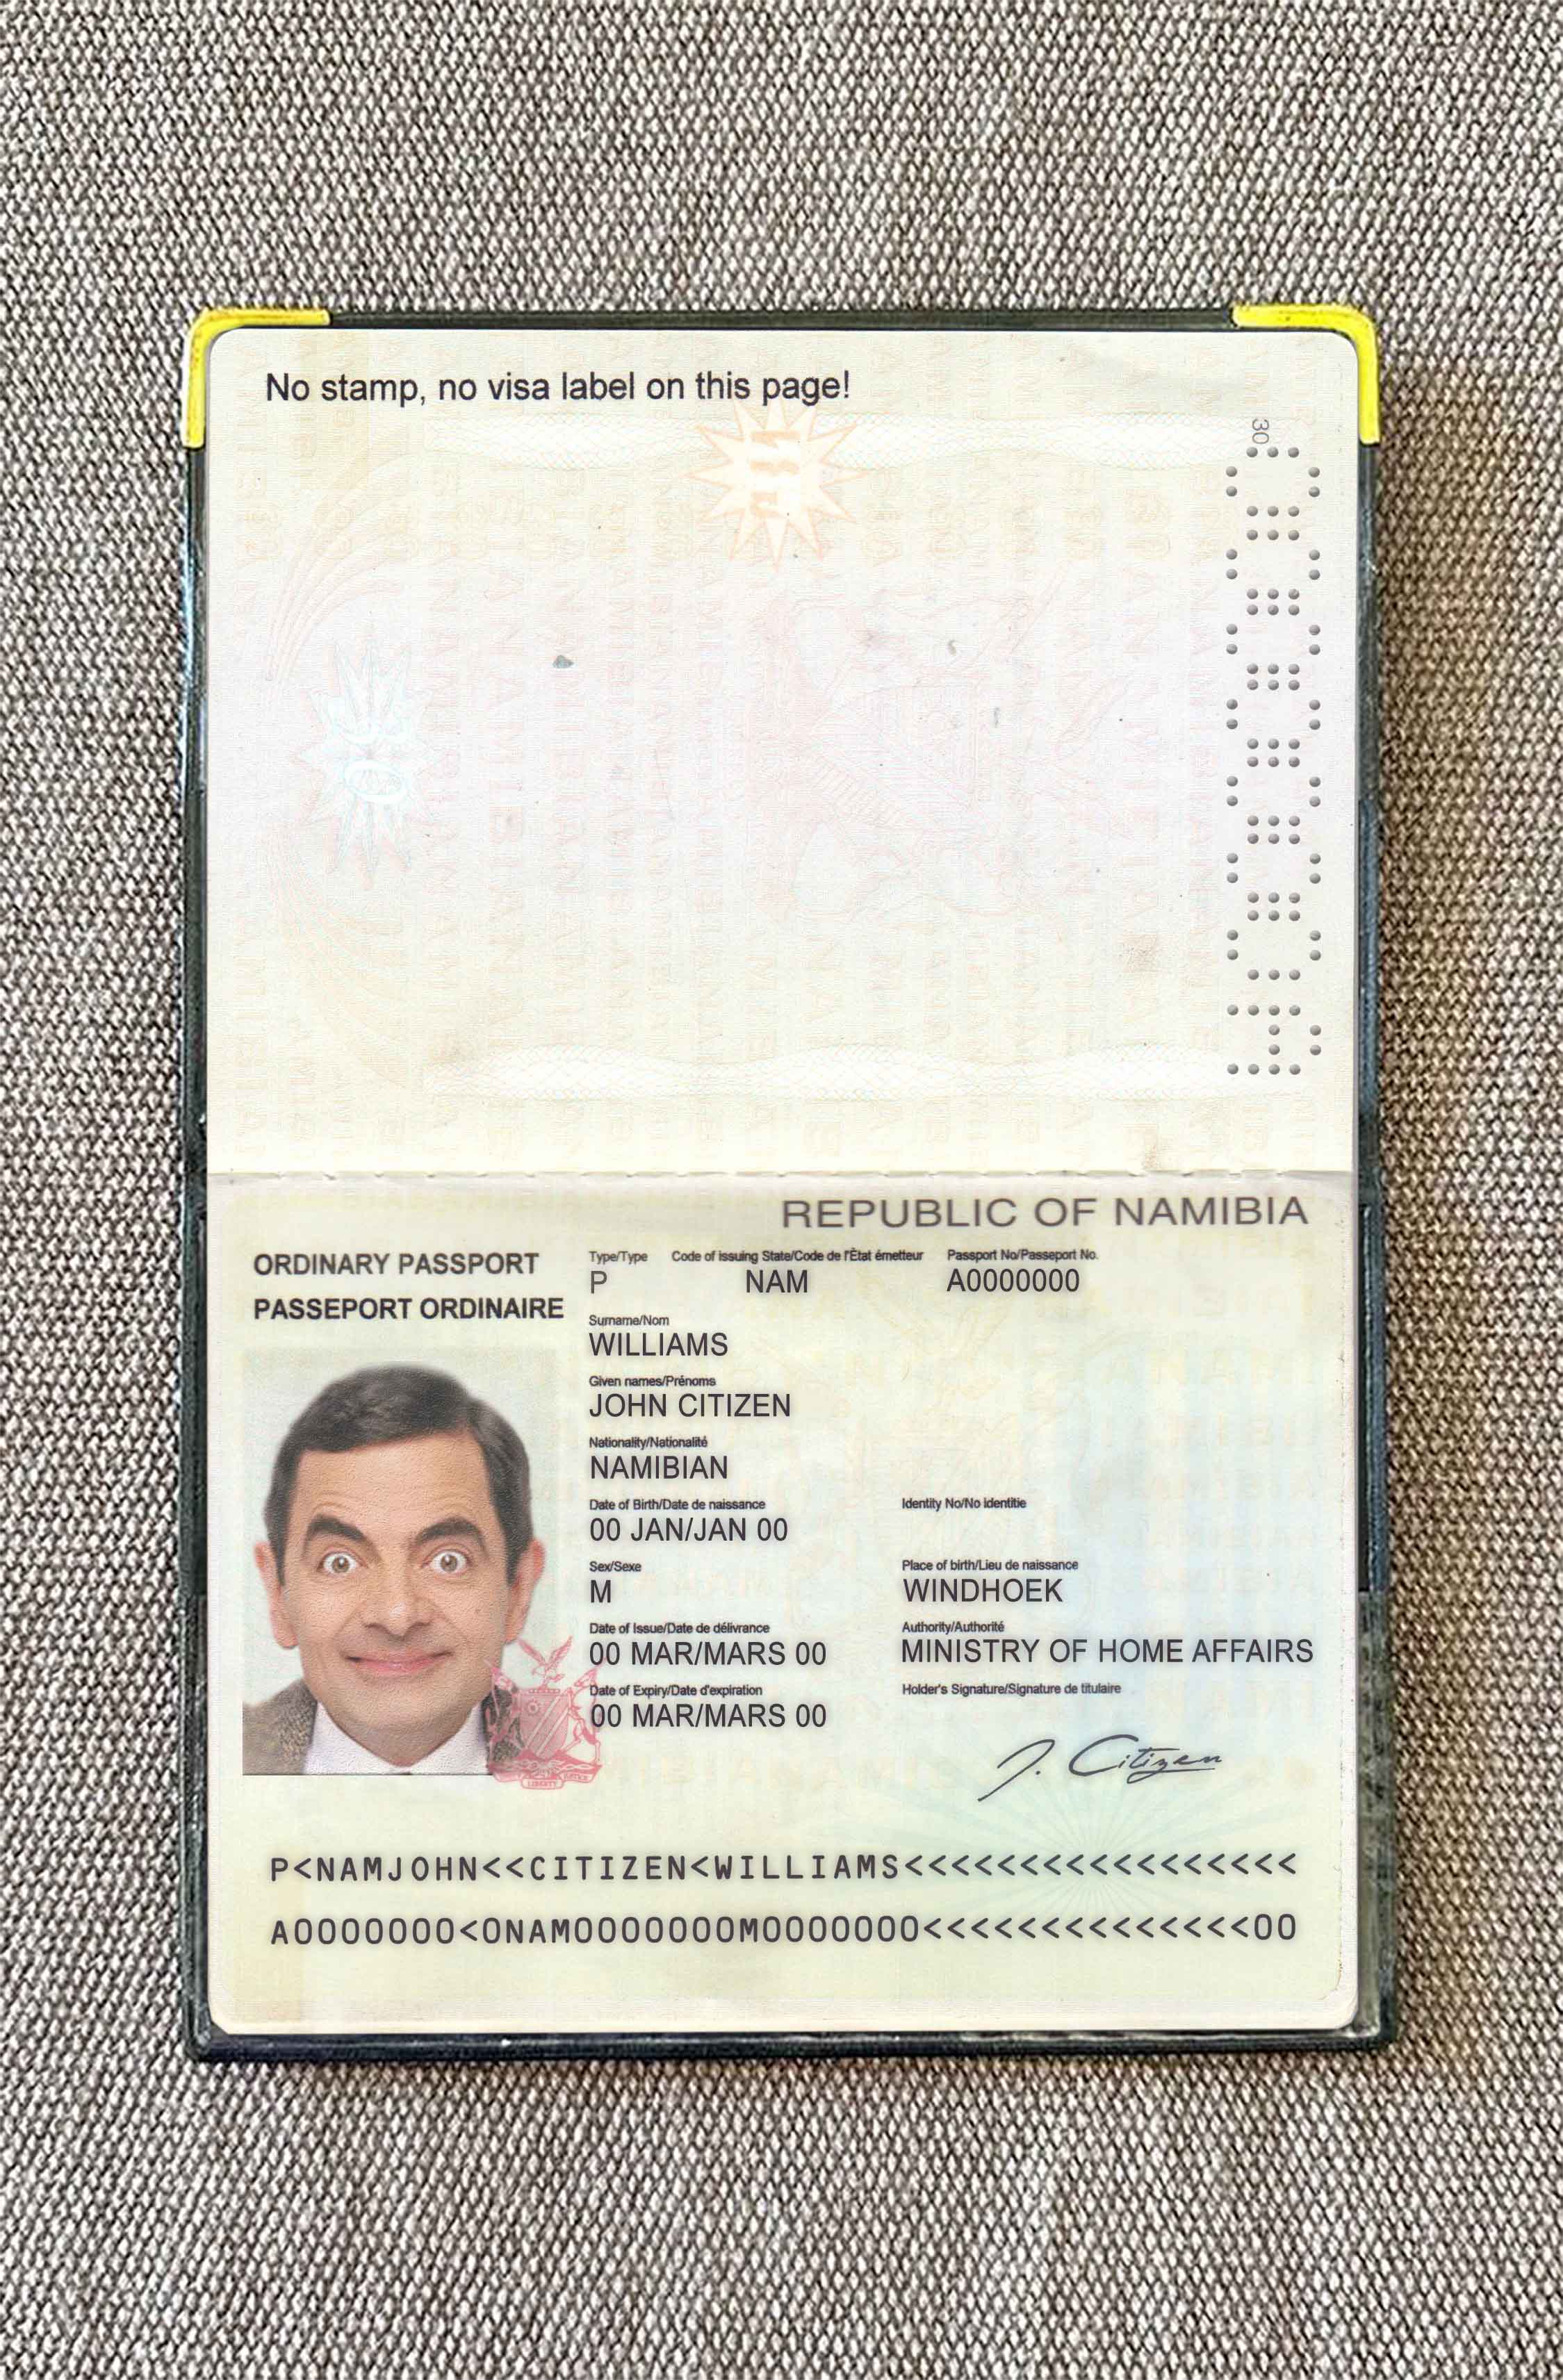 No stamp, no visa label on this page!
30
REPUBLIC OF NAMIBIA
ORDINARY PASSPORT
PASSEPORT ORDINAIRE
Type/Type Code of issuing State/Code de l'État émetteur Passport No/Passeport No.
P NAM A0000000
Surname/Nom
WILLIAMS
Given names/Prénoms
JOHN CITIZEN
Nationality/Nationalité
NAMIBIAN
Date of Birth/Date de naissance Identity No/No identitie
00 JAN/JAN 00
Sex/Sexe Place of birth/Lieu de naissance
M WINDHOEK
Date of Issue/Date de délivrance Authority/Authorité
00 MAR/MARS 00 MINISTRY OF HOME AFFAIRS
Date of Expiry/Date d'expiration Holder's Signature/Signature de titulaire
00 MAR/MARS 00
J. Citizen
LIBERTY
P<NAMJOHN<<CITIZEN<WILLIAMS<<<<<<<<<<<<<<<<<
A0000000<0NAM0000000M0000000<<<<<<<<<<<<<<00